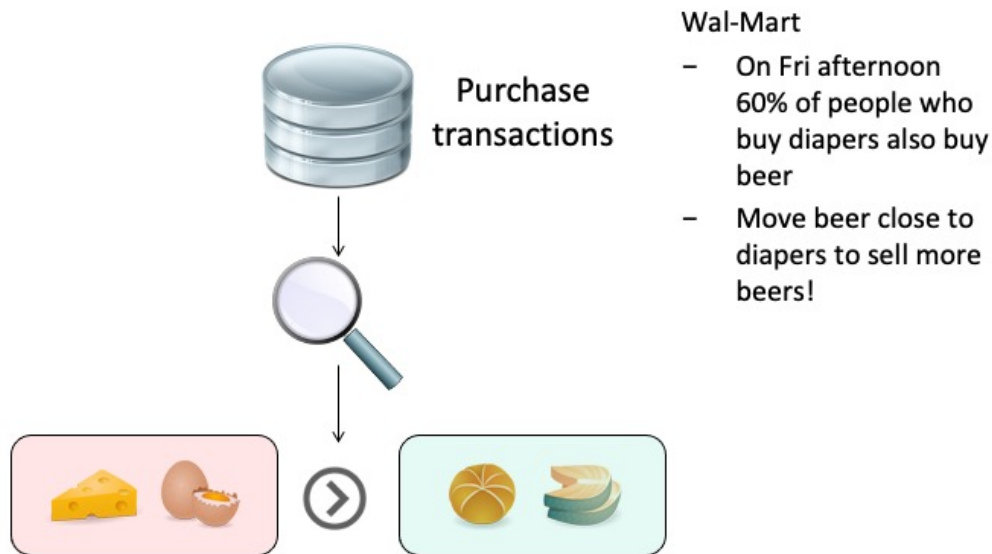 Purchase
transactions
Wal-Mart
– On Fri afternoon
60% of people who
buy diapers also buy
beer
– Move beer close to
diapers to sell more
beers!